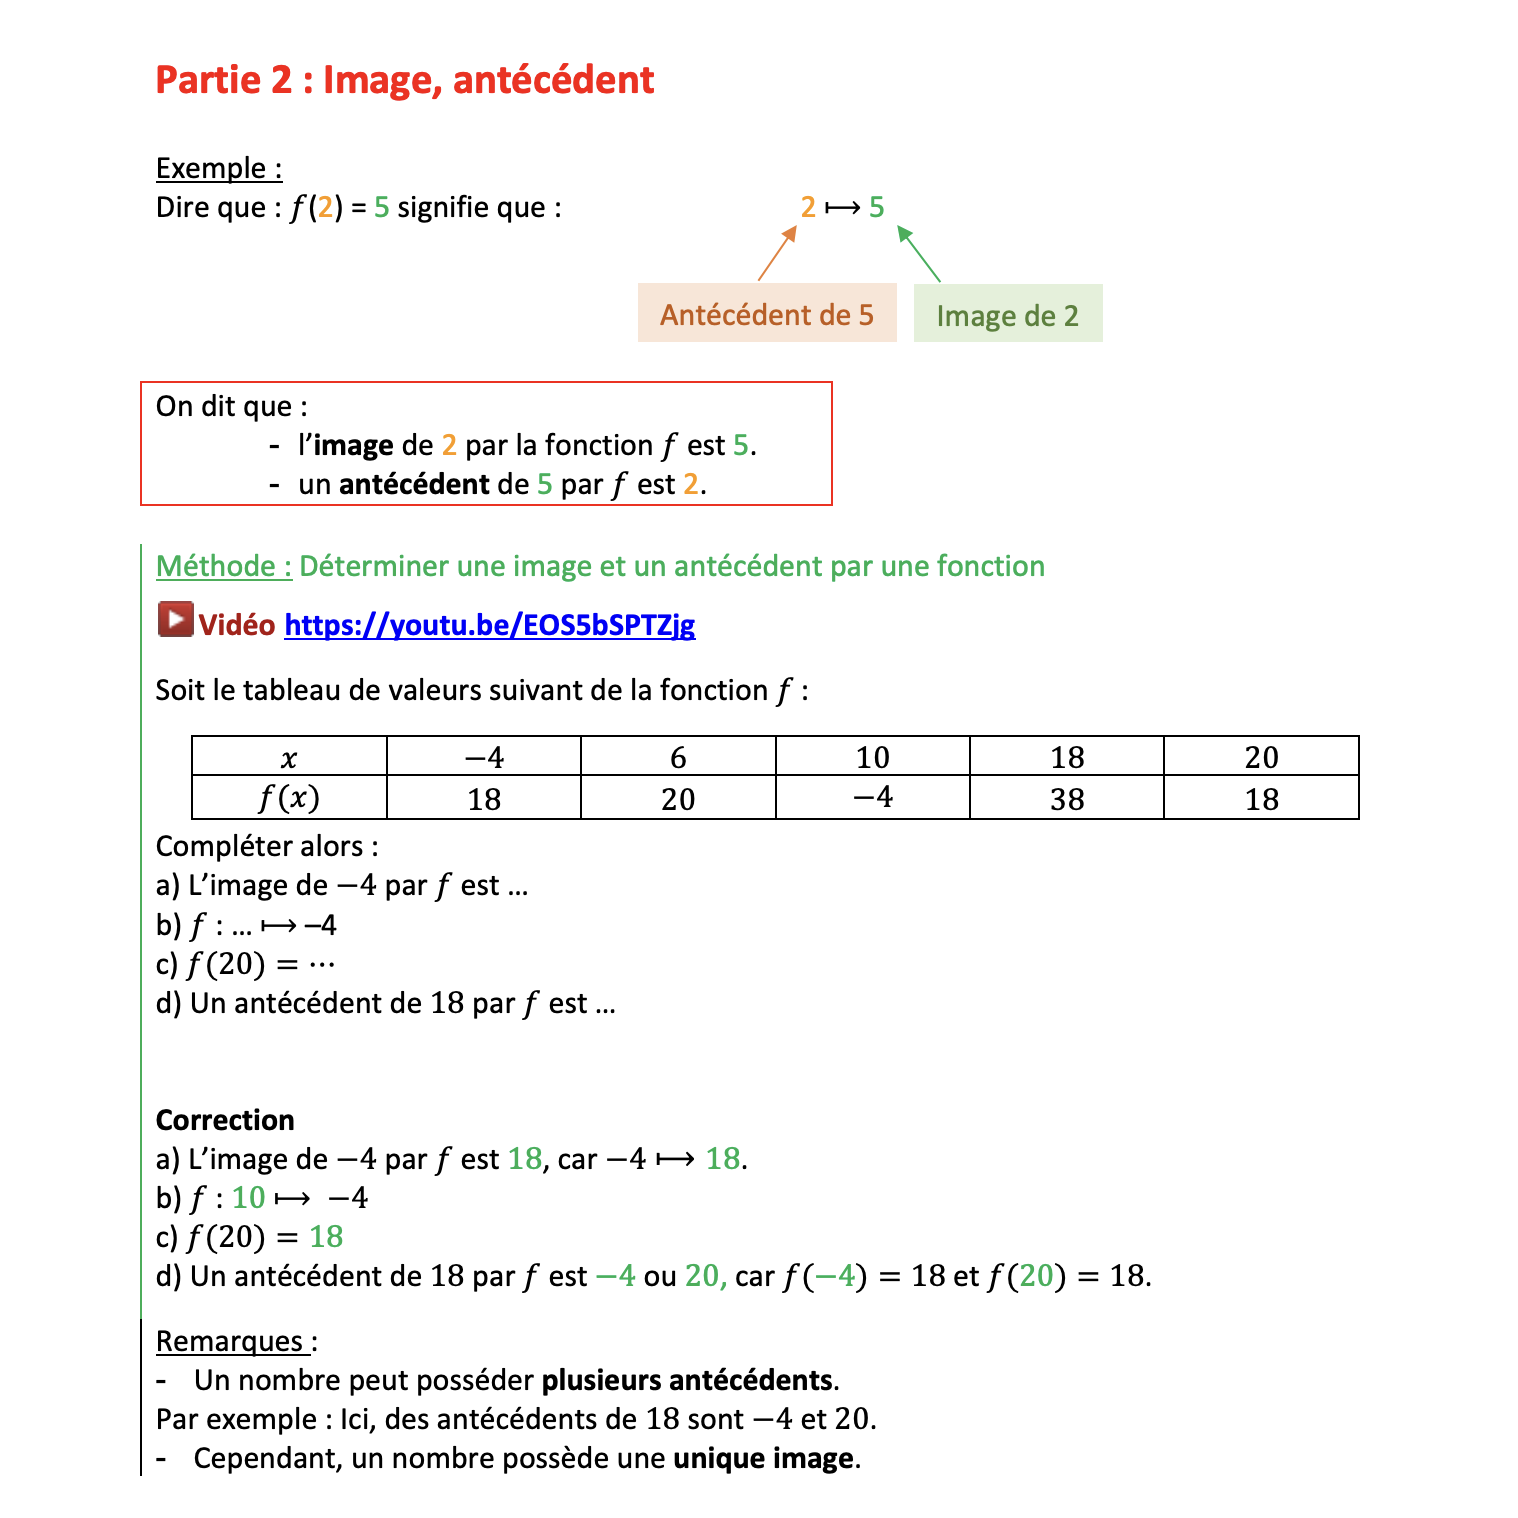 Partie 2 : Image, antécédent
Exemple :
Dire que : f(2) = 5 signifie que : 2 ⟼ 5
Antécédent de 5 Image de 2
On dit que :
- l’image de 2 par la fonction f est 5.
- un antécédent de 5 par f est 2.
Méthode : Déterminer une image et un antécédent par une fonction
Vidéo https://youtu.be/EOS5bSPTZjg
Soit le tableau de valeurs suivant de la fonction f :
x −4 6 10 18 20
f(x) 18 20 −4 38 18
Compléter alors :
a) L’image de −4 par f est …
b) f : … ⟼ –4
c) f(20) = ⋯
d) Un antécédent de 18 par f est …
Correction
a) L’image de −4 par f est 18, car −4 ⟼ 18.
b) f : 10 ⟼ −4
c) f(20) = 18
d) Un antécédent de 18 par f est −4 ou 20, car f(−4) = 18 et f(20) = 18.
Remarques :
- Un nombre peut posséder plusieurs antécédents.
Par exemple : Ici, des antécédents de 18 sont −4 et 20.
- Cependant, un nombre possède une unique image.